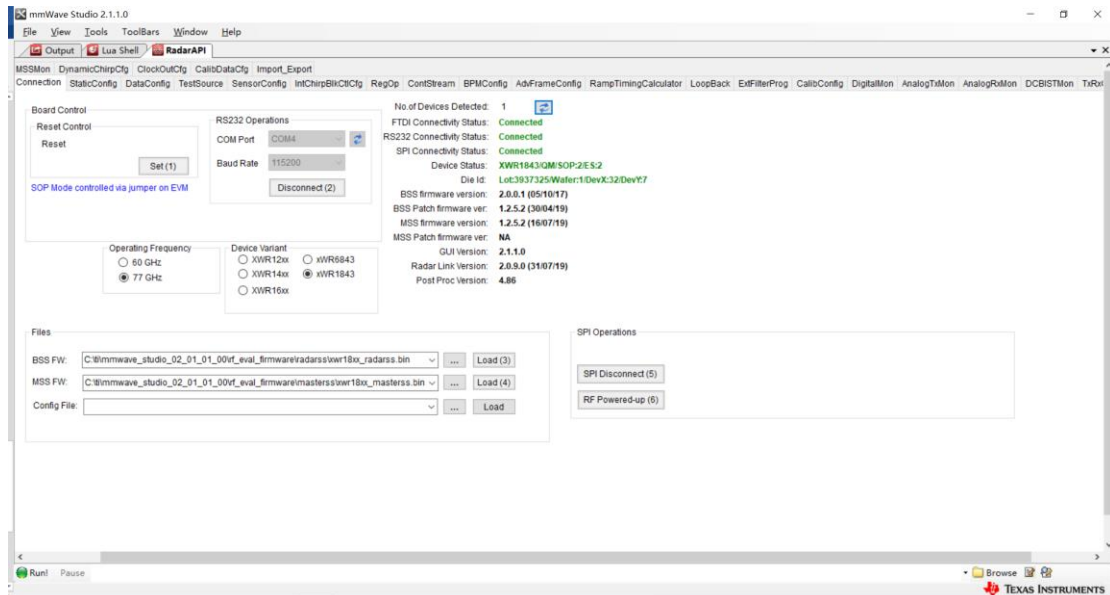 mmWave Studio 2.1.1.0
File View Tools ToolBars Window Help
Output Lua Shell RadarAPI
MSSMon DynamicChirpCfg ClockOutCfg CalibDataCfg Import_Export
Connection StaticConfig DataConfig TestSource SensorConfig IntChirpBlkCtlCfg RegOp ContStream BPMConfig AdvFrameConfig RampTimingCalculator LoopBack ExtFilterProg CalibConfig DigitalMon AnalogTxMon AnalogRxMon DCBISTMon
Board Control
Reset Control
Reset
Set (1)
SOP Mode controlled via jumper on EVM
RS232 Operations
COM Port COM4
Baud Rate 115200
Disconnect (2)
Operating Frequency
60 GHz
77 GHz
Device Variant
XWR12xx xWR6843
XWR14xx xWR1843
XWR16xx
No.of Devices Detected: 1
FTDI Connectivity Status: Connected
RS232 Connectivity Status: Connected
SPI Connectivity Status: Connected
Device Status: XWR1843/QM/SOP:2/ES:2
Die Id: Lot:3937325/Wafer:1/DevX:32/DevY:7
BSS firmware version: 2.0.0.1 (05/10/17)
BSS Patch firmware ver: 1.2.5.2 (30/04/19)
MSS firmware version: 1.2.5.2 (16/07/19)
MSS Patch firmware ver: NA
GUI Version: 2.1.1.0
Radar Link Version: 2.0.9.0 (31/07/19)
Post Proc Version: 4.86
Files
BSS FW: C:\ti\mmwave_studio_02_01_01_00\rf_eval_firmware\radarss\xwr18xx_radarss.bin ... Load (3)
MSS FW: C:\ti\mmwave_studio_02_01_01_00\rf_eval_firmware\masterss\xwr18xx_masterss.bin ... Load (4)
Config File: ... Load
SPI Operations
SPI Disconnect (5)
RF Powered-up (6)
Run! Pause
Browse
TEXAS INSTRUMENTS